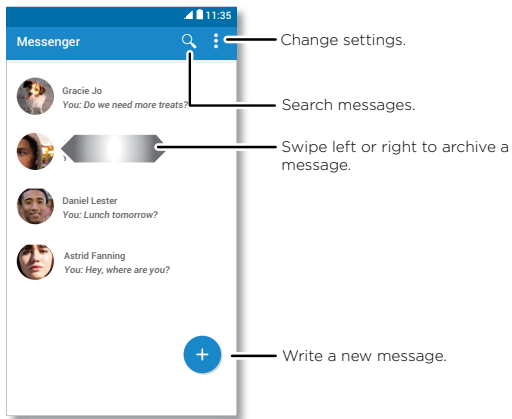 11:35
Messenger
Change settings.
Gracie Jo
You: Do we need more treats?
Search messages.
Swipe left or right to archive a
message.
Daniel Lester
You: Lunch tomorrow?
Astrid Fanning
You: Hey, where are you?
Write a new message.